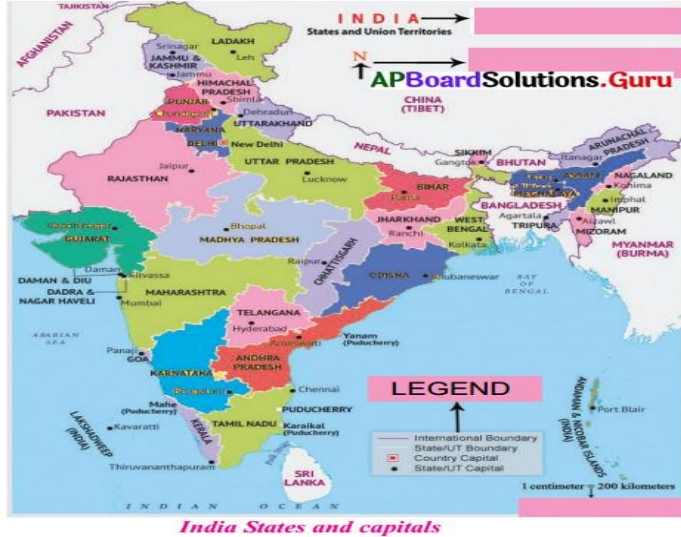 TAJIKISTAN
AFGHANISTAN
INDIA
States and Union Territories
N
APBoardSolutions.Guru
LADAKH
Leh
Srinagar
JAMMU &
KASHMIR
Jammu
HIMACHAL
PRADESH
Shimla
PUNJAB
PAKISTAN
CHINA
(TIBET)
Dehradun
UTTARAKHAND
HARYANA
DELHI
New Delhi
NEPAL
SIKKIM
Gangtok
BHUTAN
ARUNACHAL
PRADESH
Itanagar
RAJASTHAN
Jaipur
UTTAR PRADESH
Lucknow
BIHAR
Patna
ASSAM
NAGALAND
Kohima
MEGHALAYA
Imphal
MANIPUR
BANGLADESH
Agartala
TRIPURA
Aizawl
MIZORAM
MYANMAR
(BURMA)
JHARKHAND
Ranchi
WEST
BENGAL
Kolkata
Gandhinagar
GUJARAT
Bhopal
MADHYA PRADESH
Raipur
CHHATTISGARH
ODISHA
Bhubaneswar
BAY
OF
BENGAL
Daman
Silvassa
DAMAN & DIU
DADRA &
NAGAR HAVELI
MAHARASHTRA
Mumbai
TELANGANA
Hyderabad
ARABIAN
SEA
Amaravati
Yanam
(Puducherry)
Panaji
GOA
ANDHRA
PRADESH
KARNATAKA
Bengaluru
Chennai
LEGEND
Mahe
(Puducherry)
PUDUCHERRY
TAMIL NADU
Karaikal
(Puducherry)
KERALA
LAKSHADWEEP
(INDIA)
Kavaratti
Thiruvananthapuram
Palk Strait
SRI
LANKA
International Boundary
State/UT Boundary
Country Capital
State/UT Capital
ANDAMAN & NICOBAR ISLANDS
(INDIA)
Port Blair
1 centimeter = 200 kilometers
INDIAN OCEAN
India States and capitals